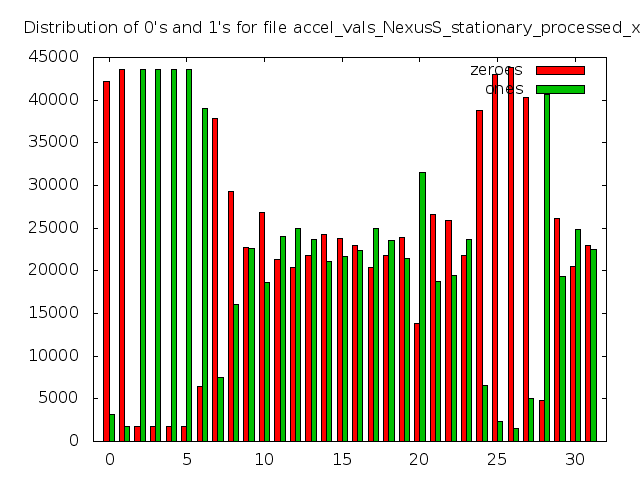 Distribution of 0's and 1's for file accel_vals_NexusS_stationary_processed_x
45000
40000
35000
30000
25000
20000
15000
10000
5000
0
zeroes
ones
0 5 10 15 20 25 30